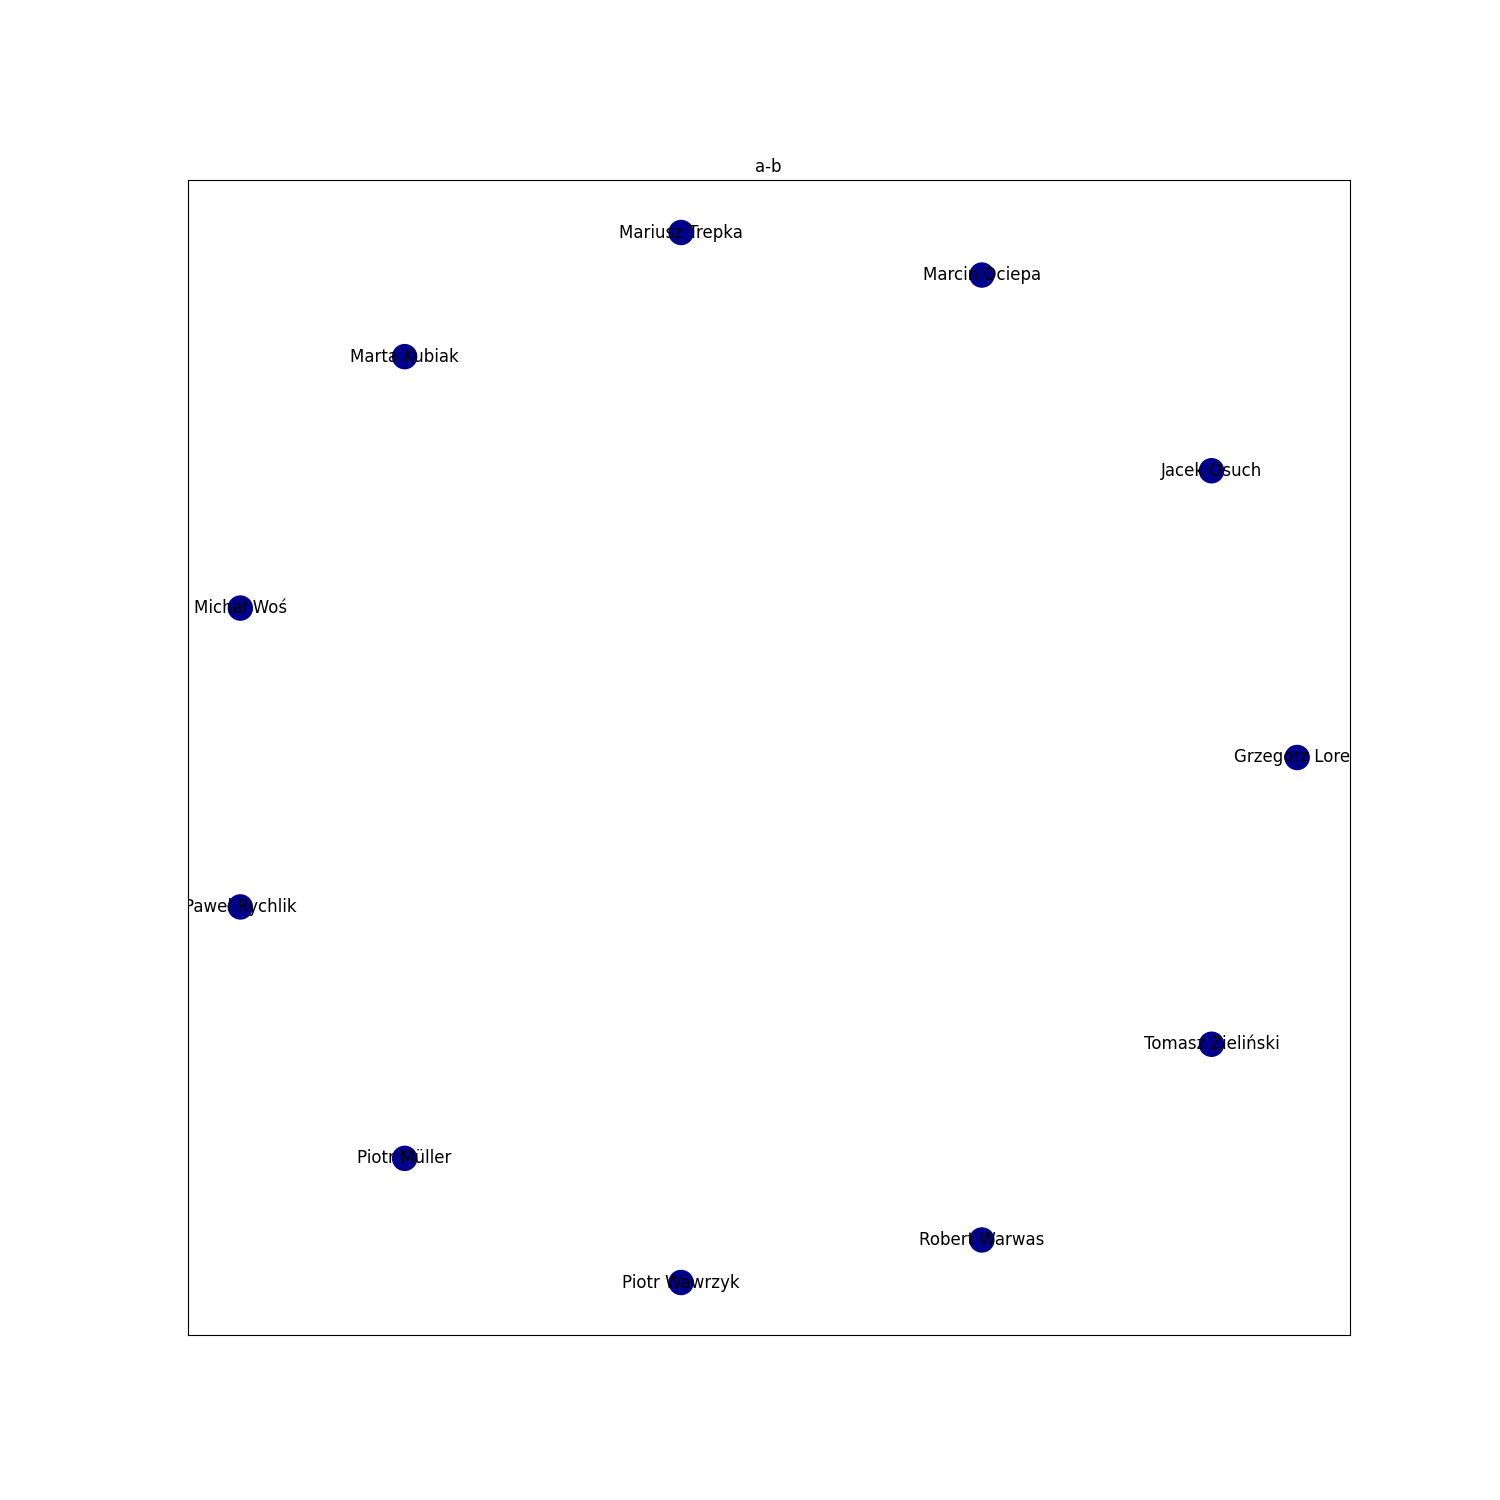 a-b
Mariusz Trepka
Marcin Ociepa
Marta Kubiak
Jacek Osuch
Michał Woś
Grzegorz Lore
Paweł Rychlik
Tomasz Zieliński
Piotr Müller
Robert Warwas
Piotr Wawrzyk